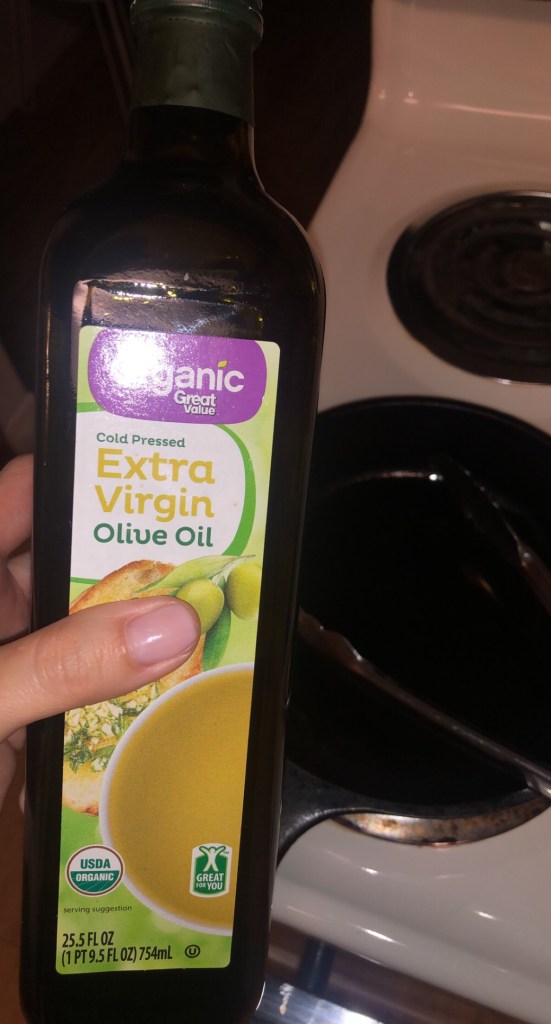 Organic
Great
Value
Cold Pressed
Extra
Virgin
Olive Oil
USDA
ORGANIC
GREAT
FOR YOU
serving suggestion
25.5 FL OZ
(1 PT 9.5 FL OZ) 754mL U